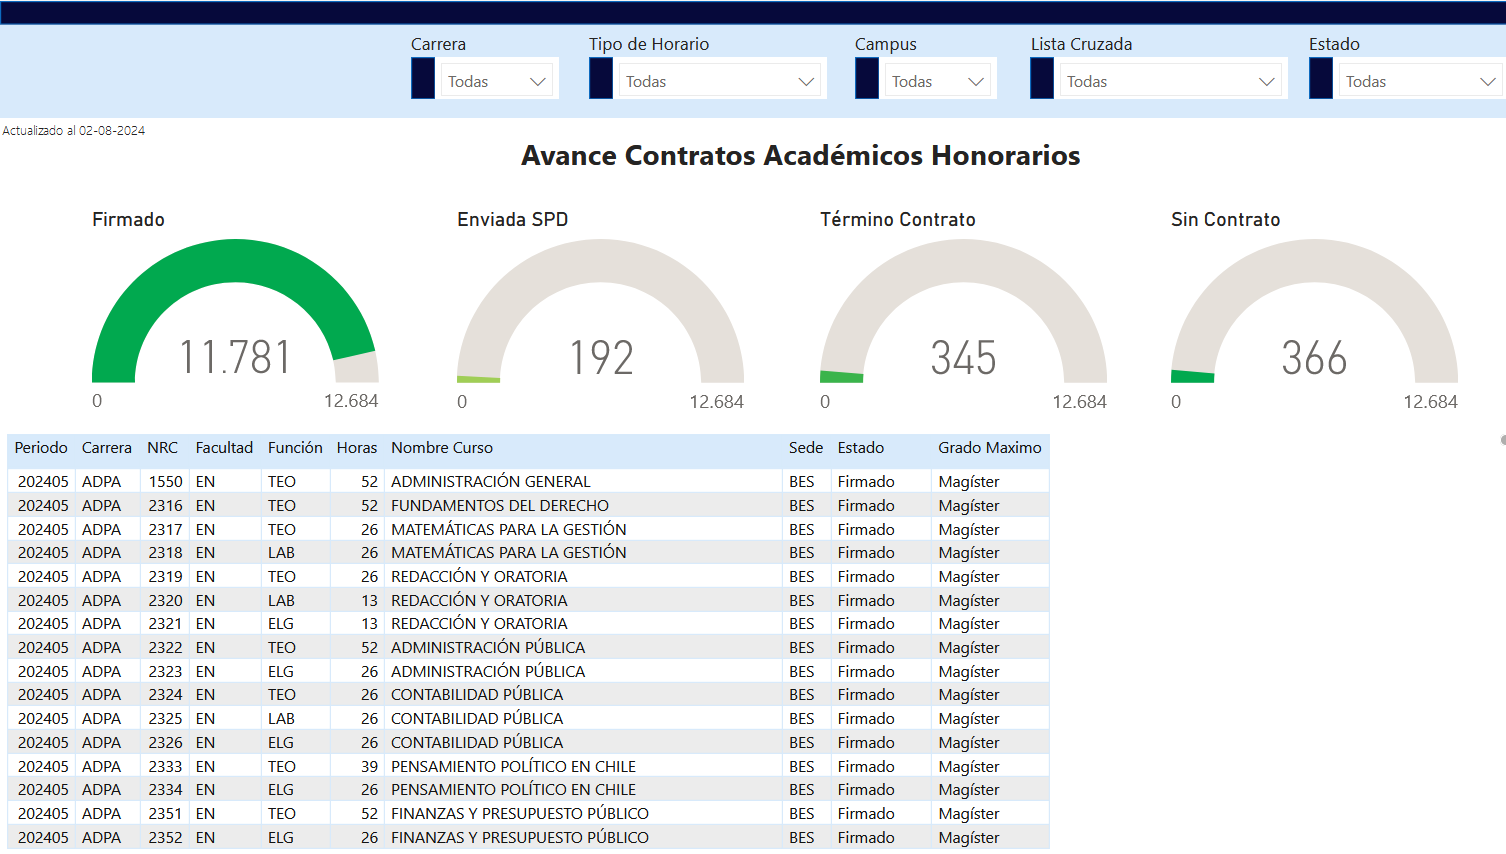 Carrera Tipo de Horario Campus Lista Cruzada Estado
Todas Todas Todas Todas Todas
Actualizado al 02-08-2024
Avance Contratos Académicos Honorarios
Firmado Enviada SPD Término Contrato Sin Contrato
11.781 192 345 366
0 12.684 0 12.684 0 12.684 0 12.684
Periodo Carrera NRC Facultad Función Horas Nombre Curso Sede Estado Grado Maximo
202405 ADPA 1550 EN TEO 52 ADMINISTRACIÓN GENERAL BES Firmado Magíster
202405 ADPA 2316 EN TEO 52 FUNDAMENTOS DEL DERECHO BES Firmado Magíster
202405 ADPA 2317 EN TEO 26 MATEMÁTICAS PARA LA GESTIÓN BES Firmado Magíster
202405 ADPA 2318 EN LAB 26 MATEMÁTICAS PARA LA GESTIÓN BES Firmado Magíster
202405 ADPA 2319 EN TEO 26 REDACCIÓN Y ORATORIA BES Firmado Magíster
202405 ADPA 2320 EN LAB 13 REDACCIÓN Y ORATORIA BES Firmado Magíster
202405 ADPA 2321 EN ELG 13 REDACCIÓN Y ORATORIA BES Firmado Magíster
202405 ADPA 2322 EN TEO 52 ADMINISTRACIÓN PÚBLICA BES Firmado Magíster
202405 ADPA 2323 EN ELG 26 ADMINISTRACIÓN PÚBLICA BES Firmado Magíster
202405 ADPA 2324 EN TEO 26 CONTABILIDAD PÚBLICA BES Firmado Magíster
202405 ADPA 2325 EN LAB 26 CONTABILIDAD PÚBLICA BES Firmado Magíster
202405 ADPA 2326 EN ELG 26 CONTABILIDAD PÚBLICA BES Firmado Magíster
202405 ADPA 2333 EN TEO 39 PENSAMIENTO POLÍTICO EN CHILE BES Firmado Magíster
202405 ADPA 2334 EN ELG 26 PENSAMIENTO POLÍTICO EN CHILE BES Firmado Magíster
202405 ADPA 2351 EN TEO 52 FINANZAS Y PRESUPUESTO PÚBLICO BES Firmado Magíster
202405 ADPA 2352 EN ELG 26 FINANZAS Y PRESUPUESTO PÚBLICO BES Firmado Magíster